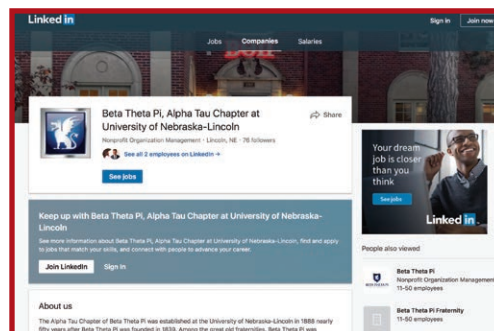 Linked in
Sign in
Join now
Jobs
Companies
Salaries
Beta Theta Pi, Alpha Tau Chapter at
University of Nebraska-Lincoln
Share
Nonprofit Organization Management · Lincoln, NE · 76 followers
See all 2 employees on LinkedIn
See jobs
Your dream
job is closer
than you
think
See jobs
Linked in
Keep up with Beta Theta Pi, Alpha Tau Chapter at University of Nebraska-
Lincoln
See more information about Beta Theta Pi, Alpha Tau Chapter at University of Nebraska-Lincoln, find and apply
to jobs that match your skills, and connect with people to advance your career.
Join LinkedIn
Sign in
People also viewed
Beta Theta Pi
Nonprofit Organization Management
11-50 employees
Beta Theta Pi Fraternity
11-50 employees
About us
The Alpha Tau Chapter of Beta Theta Pi was established at the University of Nebraska-Lincoln in 1888 nearly
fifty years after Beta Theta Pi was founded in 1839. Among the great old fraternities, Beta Theta Pi was